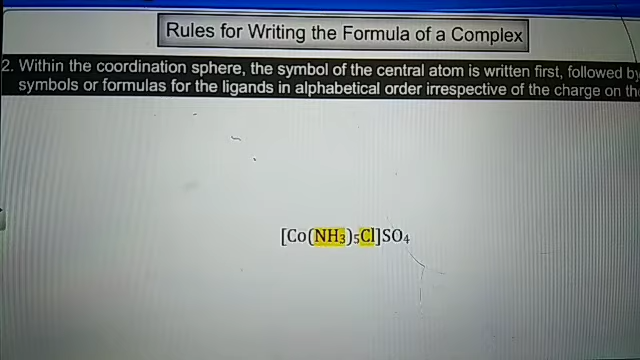 Rules for Writing the Formula of a Complex
2. Within the coordination sphere, the symbol of the central atom is written first, followed by
symbols or formulas for the ligands in alphabetical order irrespective of the charge on the
[Co(NH₃)₅Cl]SO₄